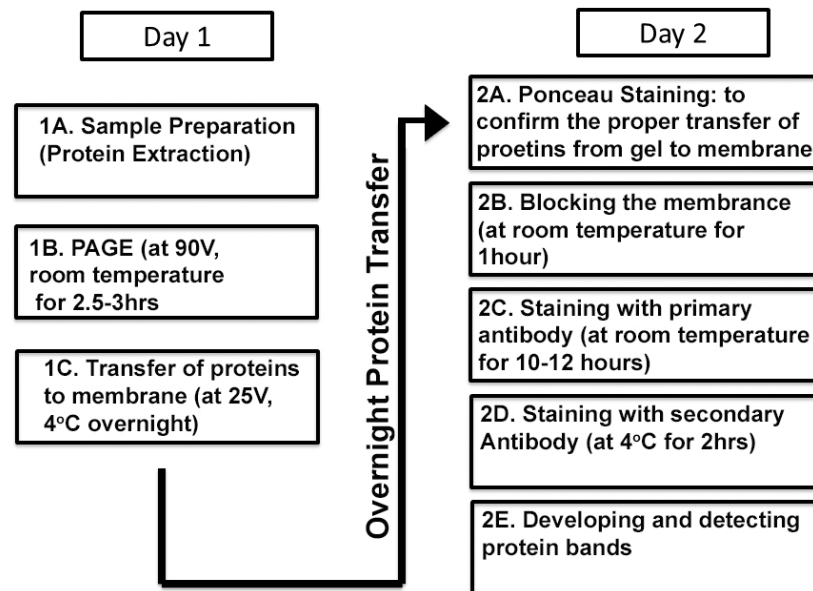 Day 1
1A. Sample Preparation
(Protein Extraction)
1B. PAGE (at 90V,
room temperature
for 2.5-3hrs
1C. Transfer of proteins
to membrane (at 25V,
4ºC overnight)
Overnight Protein Transfer
Day 2
2A. Ponceau Staining: to
confirm the proper transfer of
proetins from gel to membrane
2B. Blocking the membrance
(at room temperature for
1hour)
2C. Staining with primary
antibody (at room temperature
for 10-12 hours)
2D. Staining with secondary
Antibody (at 4ºC for 2hrs)
2E. Developing and detecting
protein bands